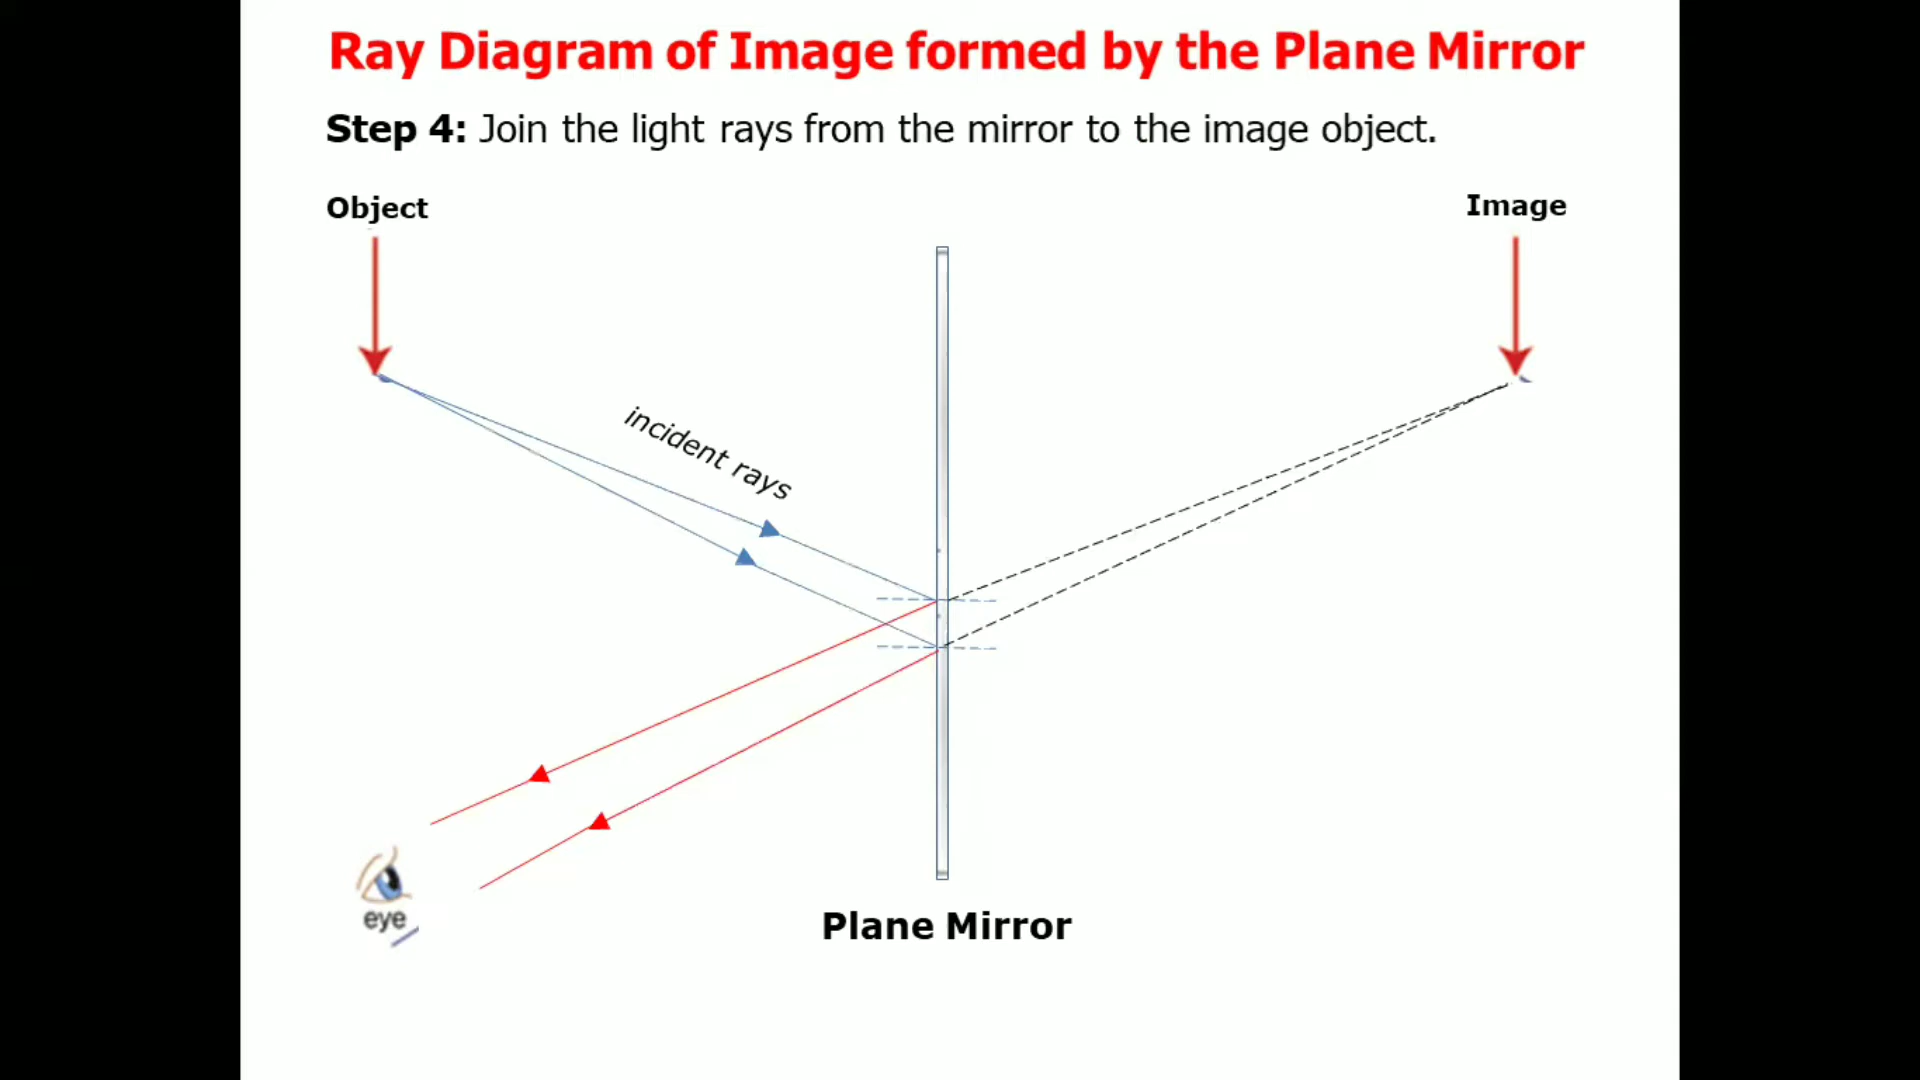 Ray Diagram of Image formed by the Plane Mirror
Step 4: Join the light rays from the mirror to the image object.
Object
Image
incident rays
eye
Plane Mirror